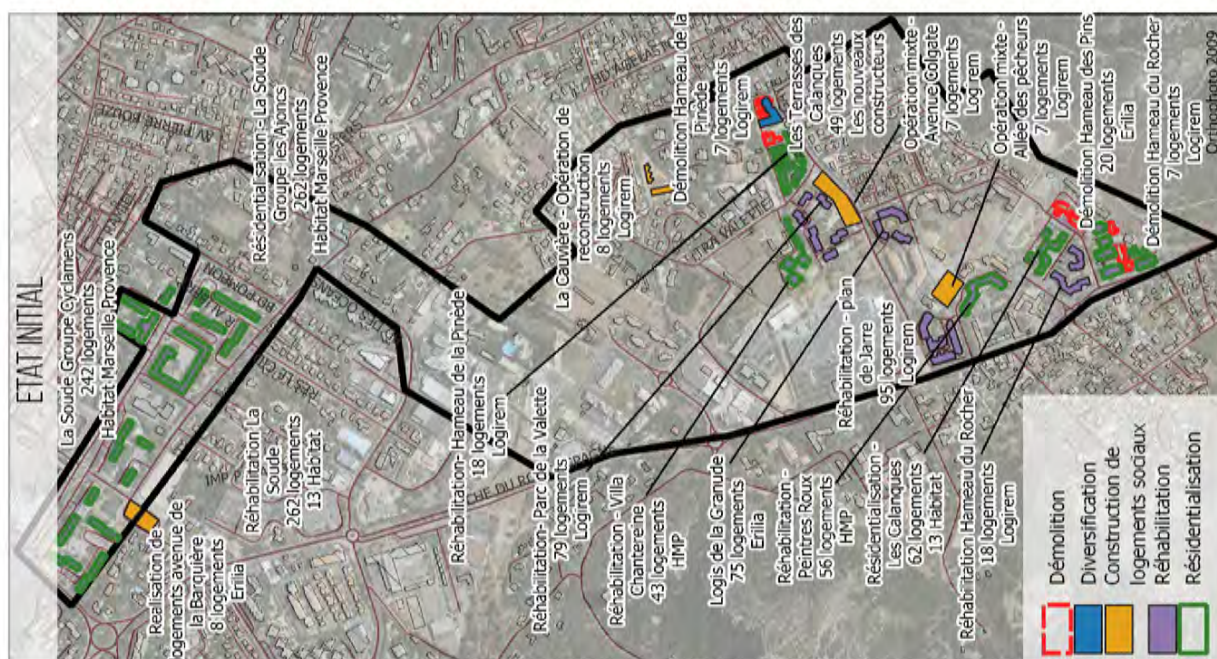 ETAT INITIAL
La Soude Groupe Cyclamens
242 logements
Habitat Marseille Provence
Résidentialisation - La Soude
Groupe les Ajoncs
262 logements
Habitat Marseille Provence
Realisation de
logements avenue de
la Barquière
8 logements
Erilia
Réhabilitation La
Soude
262 logements
13 Habitat
La Cauvière - Opération de
reconstruction
8 logements
Logirem
Démolition Hameau de la
Pinède
7 logements
Logirem
Les Terrasses des
Calanques
49 logements
Les nouveaux
constructeurs
Opération mixte -
Avenue Colgate
7 logements
Logirem
Opération mixte -
Allée des pêcheurs
7 logements
Logirem
Démolition Hameau des Pins
20 logements
Erilia
Démolition Hameau du Rocher
7 logements
Logirem
Réhabilitation- Hameau de la Pinède
18 logements
Logirem
Réhabilitation- Parc de la Valette
79 logements
Logirem
Réhabilitation - Villa
Chantereine
43 logements
HMP
Logis de la Granude
75 logements
Erilia
Réhabilitation - plan
de Jarre
95 logements
Logirem
Réhabilitation -
Peintres Roux
56 logements
HMP
Résidentialisation -
Les Calanques
62 logements
13 Habitat
Réhabilitation Hameau du Rocher
18 logements
Logirem
Démolition
Diversification
Construction de
logements sociaux
Réhabilitation
Résidentialisation
Orthophoto 2009